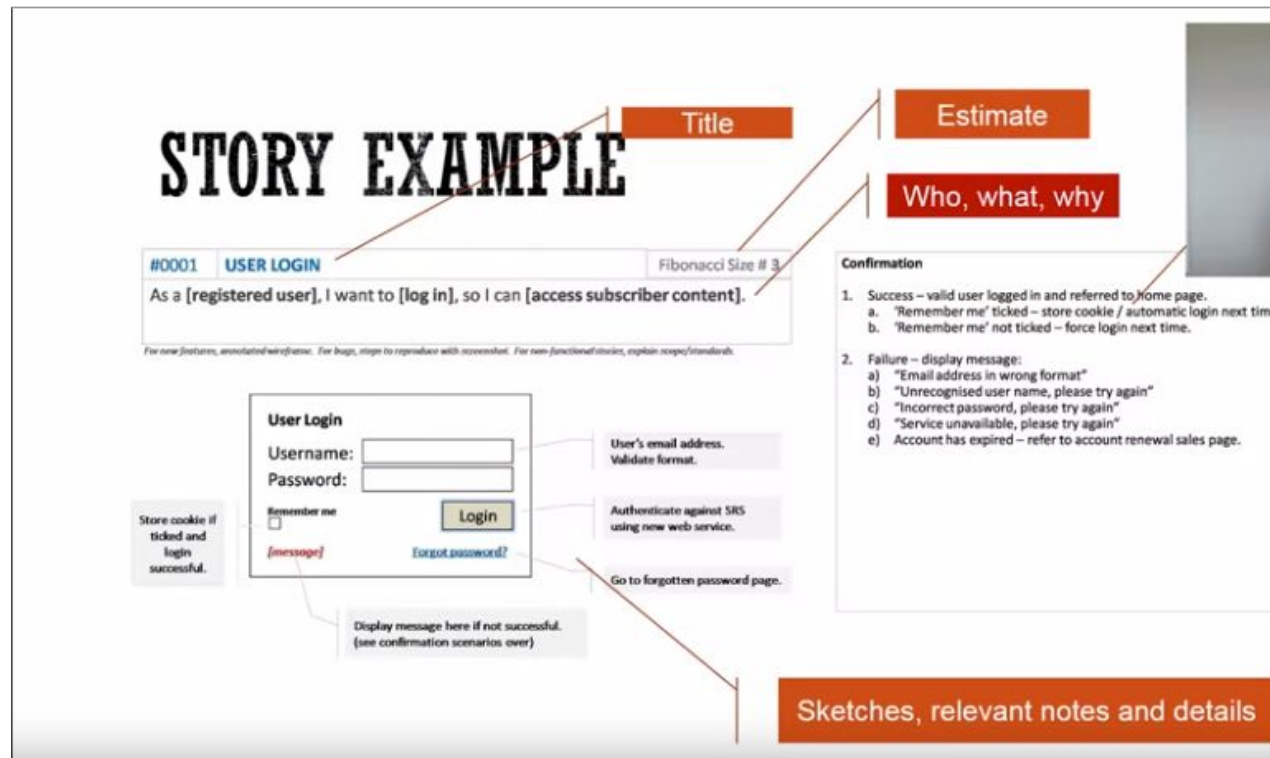 Title
Estimate
STORY EXAMPLE
Who, what, why
#0001 USER LOGIN Fibonacci Size # 3
As a [registered user], I want to [log in], so I can [access subscriber content].
For new features, annotated wireframe. For bugs, steps to reproduce with screenshot. For non-functional stories, explain scope/standards.
Confirmation
1. Success – valid user logged in and referred to home page.
a. 'Remember me' ticked – store cookie / automatic login next tim
b. 'Remember me' not ticked – force login next time.
2. Failure – display message:
a) "Email address in wrong format"
b) "Unrecognised user name, please try again"
c) "Incorrect password, please try again"
d) "Service unavailable, please try again"
e) Account has expired – refer to account renewal sales page.
User Login
Username:
Password:
Remember me
Login
[message]
Forgot password?
User's email address.
Validate format.
Authenticate against SRS
using new web service.
Go to forgotten password page.
Store cookie if
ticked and
login
successful.
Display message here if not successful.
(see confirmation scenarios over)
Sketches, relevant notes and details